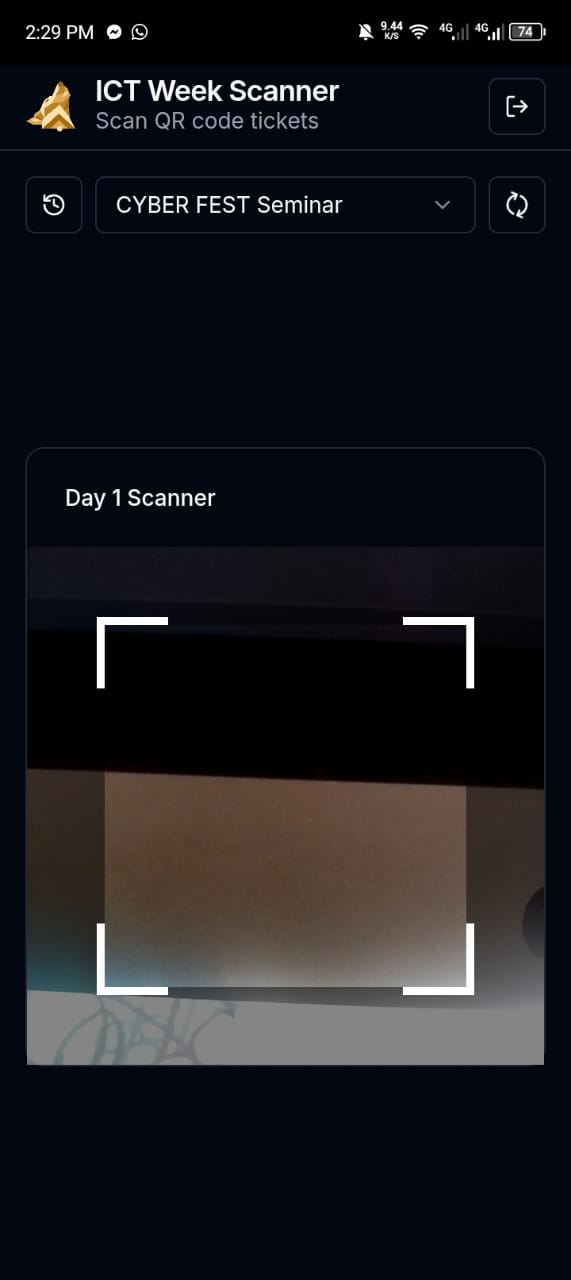 2:29 PM
9.44
K/S
4G
4G
74
ICT Week Scanner
Scan QR code tickets
CYBER FEST Seminar
Day 1 Scanner